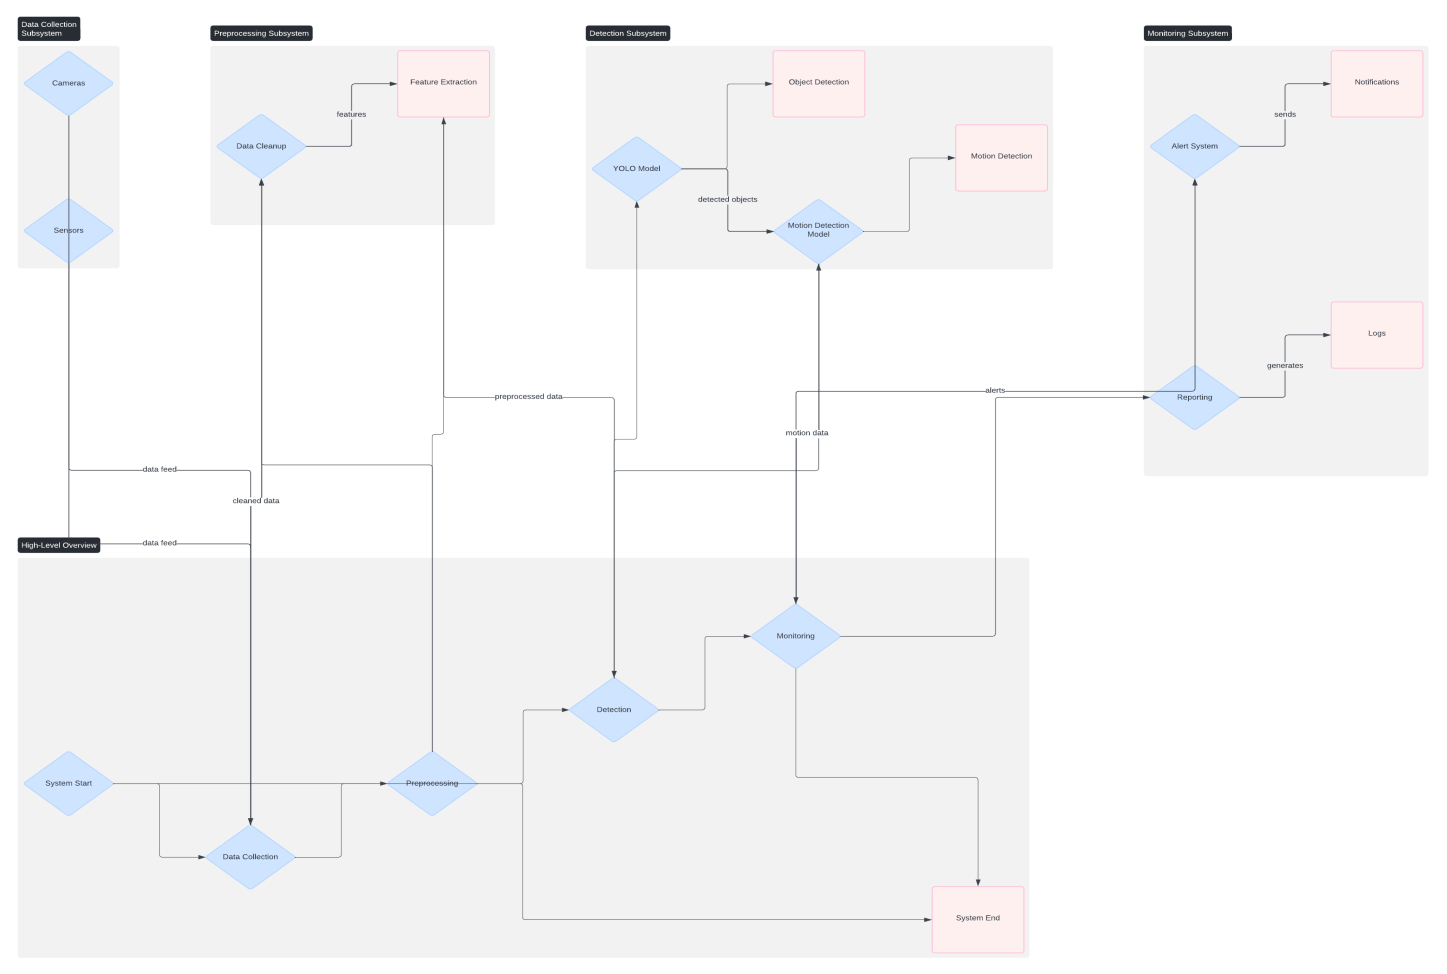 Data Collection
Subsystem
Preprocessing Subsystem
Detection Subsystem
Monitoring Subsystem
Cameras
Feature Extraction
Object Detection
Notifications
features
sends
Data Cleanup
Alert System
Motion Detection
YOLO Model
detected objects
Sensors
Motion Detection
Model
Logs
generates
alerts
preprocessed data
Reporting
motion data
data feed
cleaned data
data feed
High-Level Overview
Monitoring
Detection
System Start
Preprocessing
Data Collection
System End